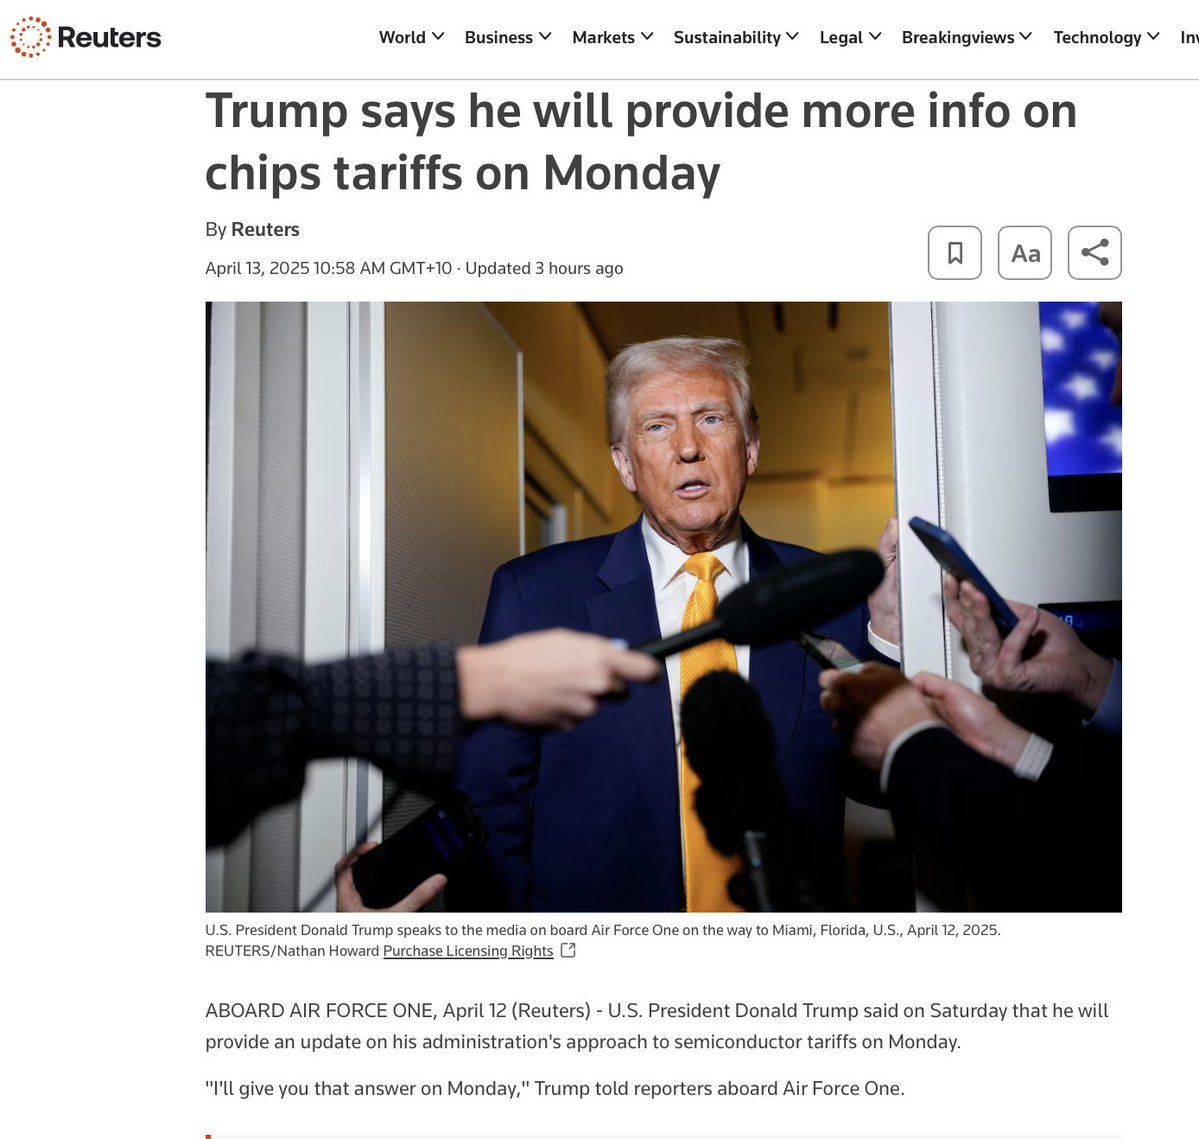 Reuters
World Business Markets Sustainability Legal Breakingviews Technology Inv
Trump says he will provide more info on
chips tariffs on Monday
By Reuters
April 13, 2025 10:58 AM GMT+10 · Updated 3 hours ago
Aa
U.S. President Donald Trump speaks to the media on board Air Force One on the way to Miami, Florida, U.S., April 12, 2025.
REUTERS/Nathan Howard Purchase Licensing Rights
ABOARD AIR FORCE ONE, April 12 (Reuters) - U.S. President Donald Trump said on Saturday that he will
provide an update on his administration's approach to semiconductor tariffs on Monday.
"I'll give you that answer on Monday," Trump told reporters aboard Air Force One.